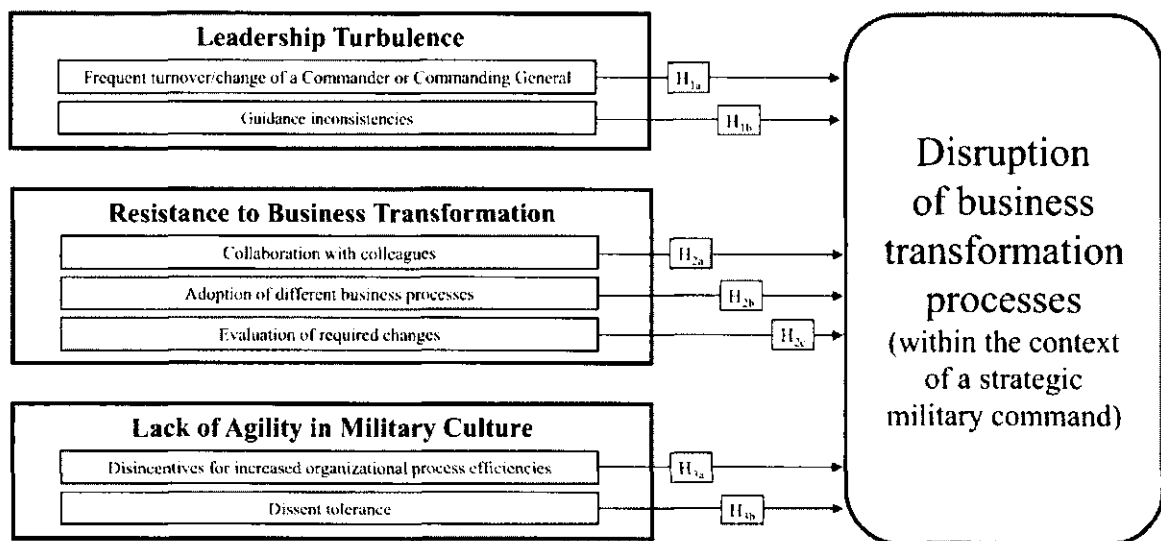 Leadership Turbulence
Frequent turnover/change of a Commander or Commanding General
H1a
Guidance inconsistencies
H1b
Resistance to Business Transformation
Collaboration with colleagues
H2a
Adoption of different business processes
H2b
Evaluation of required changes
H2c
Lack of Agility in Military Culture
Disincentives for increased organizational process efficiencies
H3a
Dissent tolerance
H3b
Disruption
of business
transformation
processes
(within the context
of a strategic
military command)